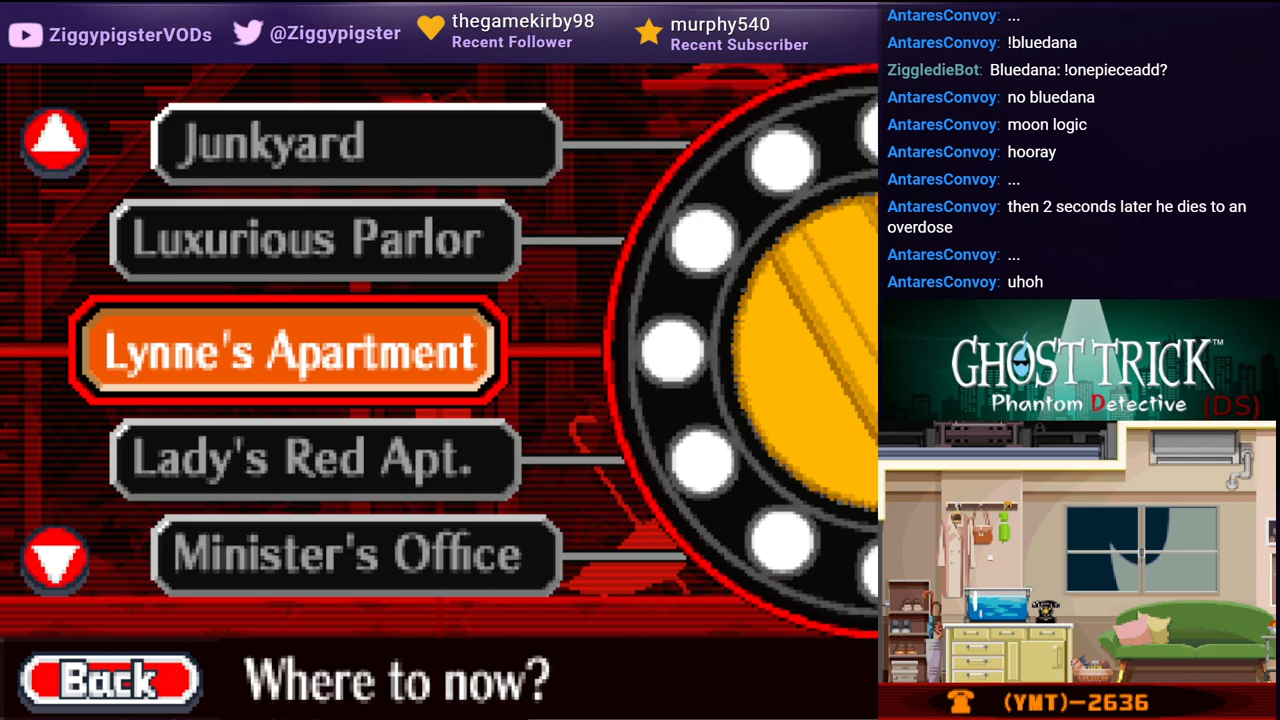 ZiggypigsterVODs
@Ziggypigster
thegamekirby98
Recent Follower
murphy540
Recent Subscriber
Junkyard
Luxurious Parlor
Lynne's Apartment
Lady's Red Apt.
Minister's Office
Back
Where to now?
AntaresConvoy: ...
AntaresConvoy: !bluedana
ZiggledieBot: Bluedana: !onepieceadd?
AntaresConvoy: no bluedana
AntaresConvoy: moon logic
AntaresConvoy: hooray
AntaresConvoy: ...
AntaresConvoy: then 2 seconds later he dies to an
overdose
AntaresConvoy: ...
AntaresConvoy: uhoh
GHOST TRICK™
Phantom Detective (DS)
(YMT)-2636